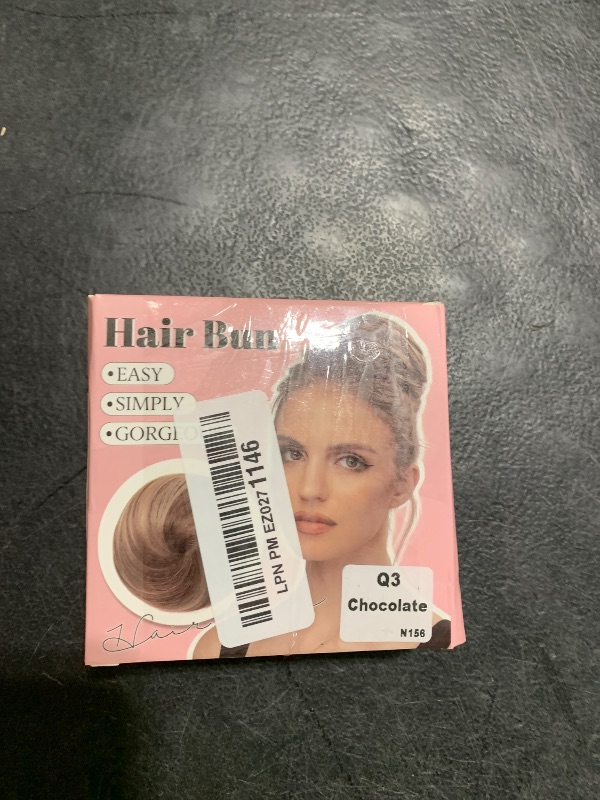 Hair Bun
•EASY
•SIMPLY
LPN PM EZ0271146
Q3
Chocolate
N156